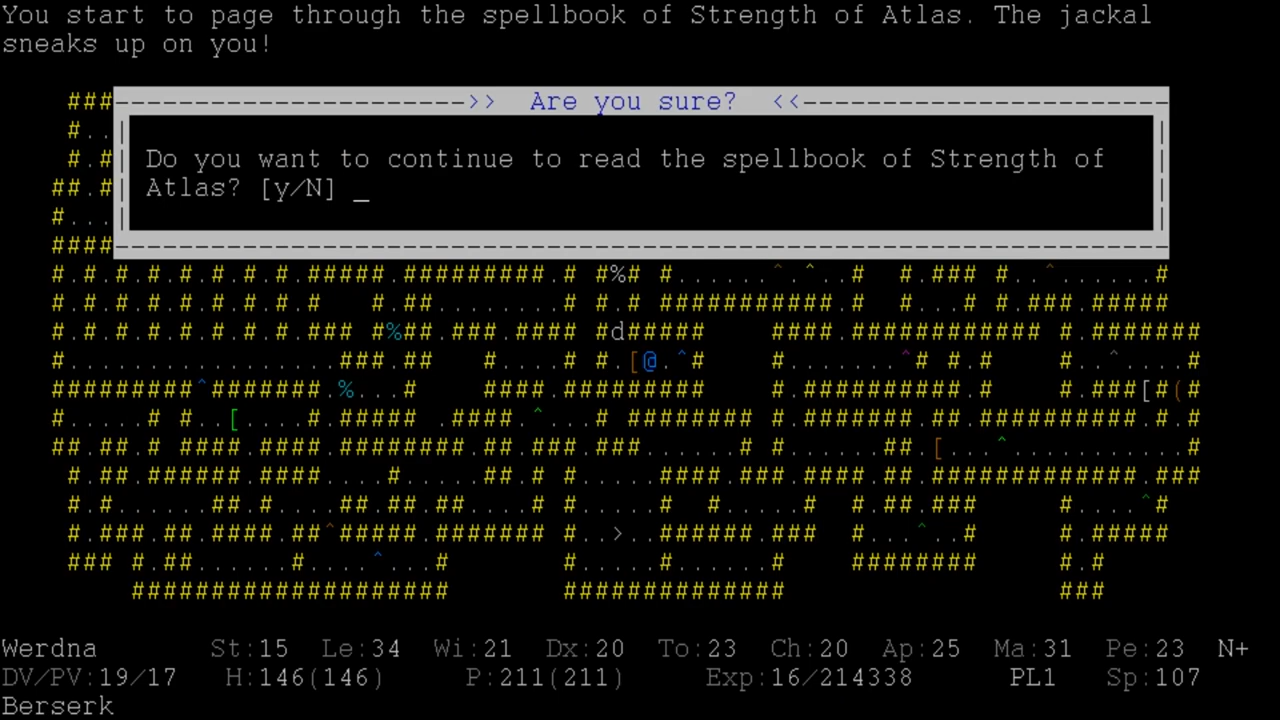 You start to page through the spellbook of Strength of Atlas. The jackal
sneaks up on you!
>> Are you sure? <<
Do you want to continue to read the spellbook of Strength of
Atlas? [y/N] _
Werdna St:15 Le:34 Wi:21 Dx:20 To:23 Ch:20 Ap:25 Ma:31 Pe:23 N+
DV/PV:19/17 H:146(146) P:211(211) Exp:16/214338 PL1 Sp:107
Berserk